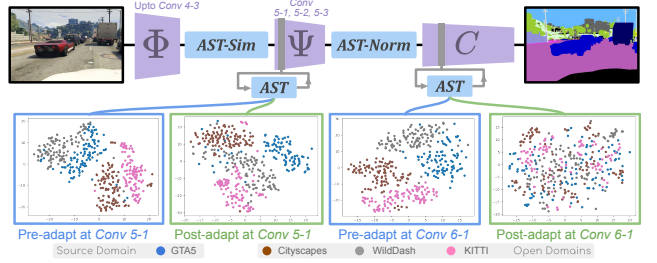 Upto Conv 4-3
Conv
5-1, 5-2, 5-3
Φ
AST-Sim
Ψ
AST-Norm
C
AST
AST
Pre-adapt at Conv 5-1
Post-adapt at Conv 5-1
Pre-adapt at Conv 6-1
Post-adapt at Conv 6-1
Source Domain GTA5 Cityscapes WildDash KITTI Open Domains